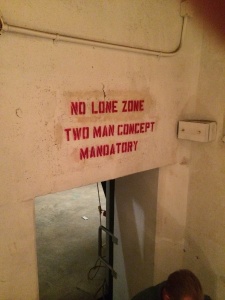 NO LONE ZONE
TWO MAN CONCEPT
MANDATORY